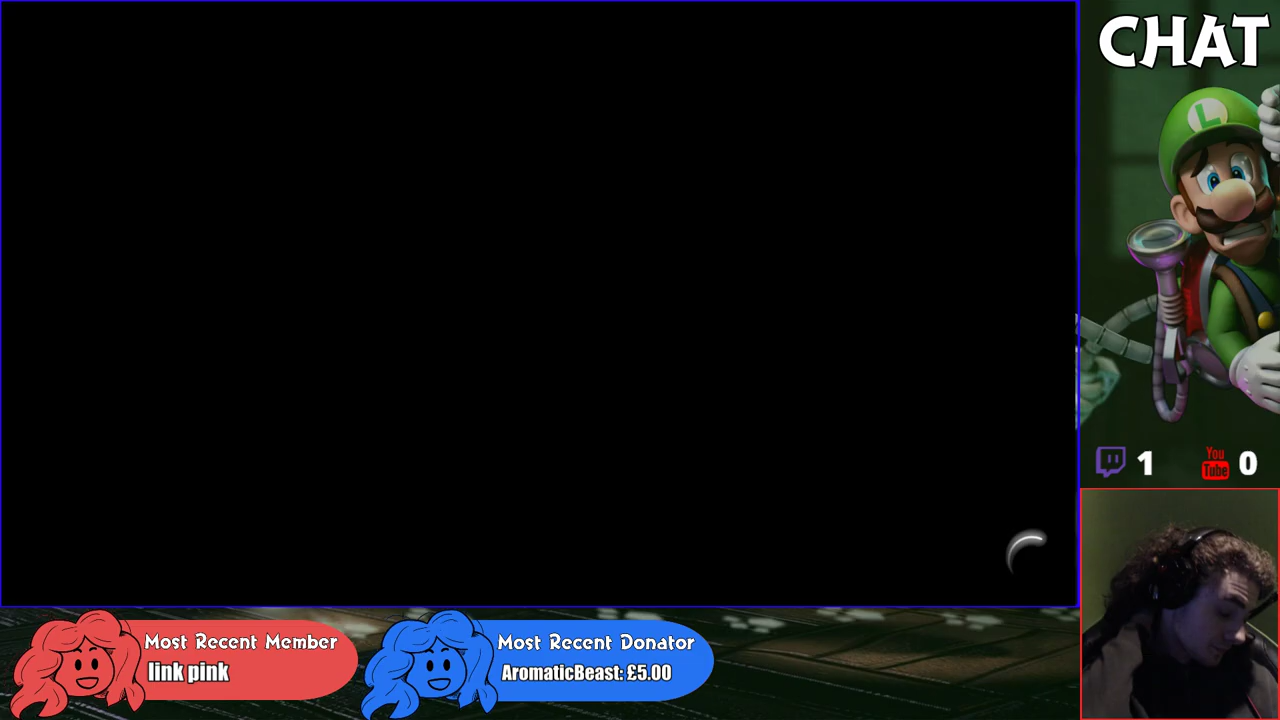 CHAT
L
1
You Tube
0
Most Recent Member
link pink
Most Recent Donator
AromaticBeast: £5.00